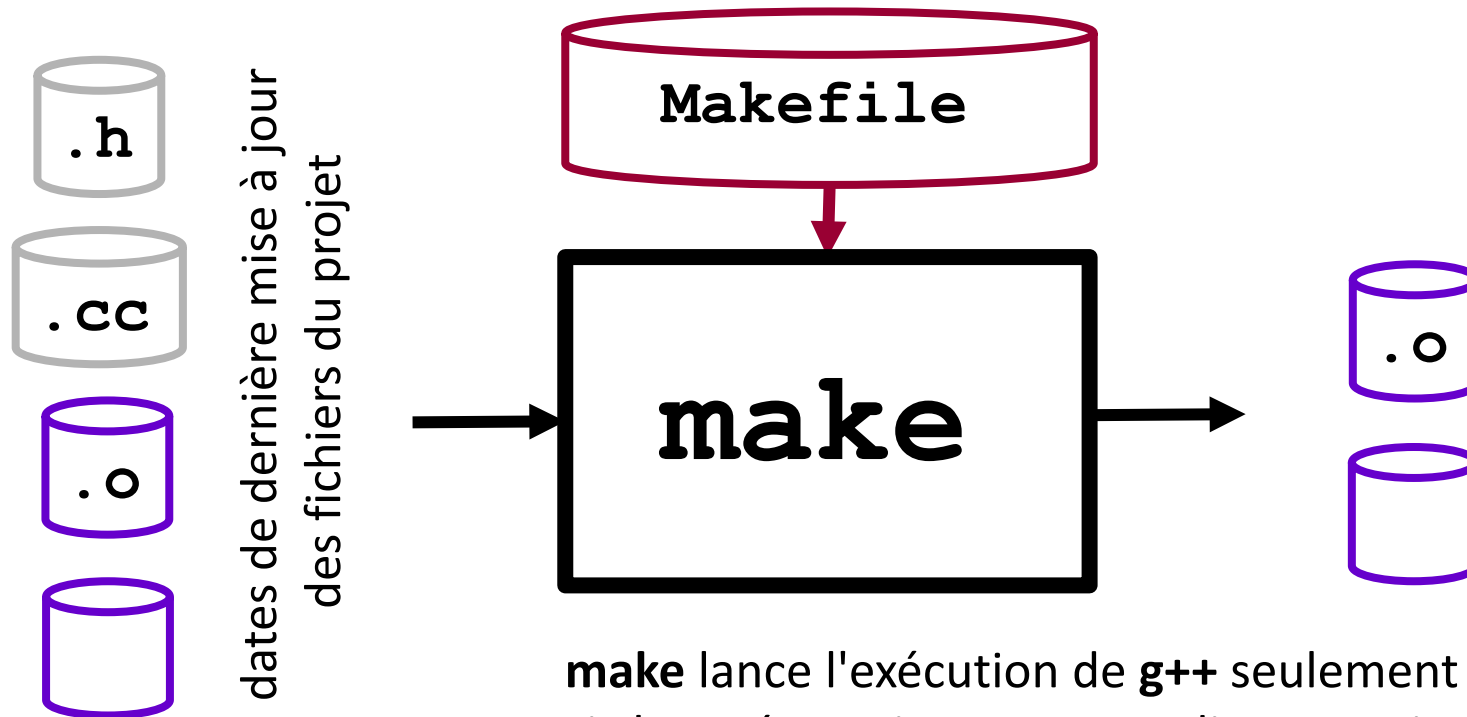 .h
.cc
.o
dates de dernière mise à jour
des fichiers du projet
Makefile
make
.o
make lance l'exécution de g++ seulement